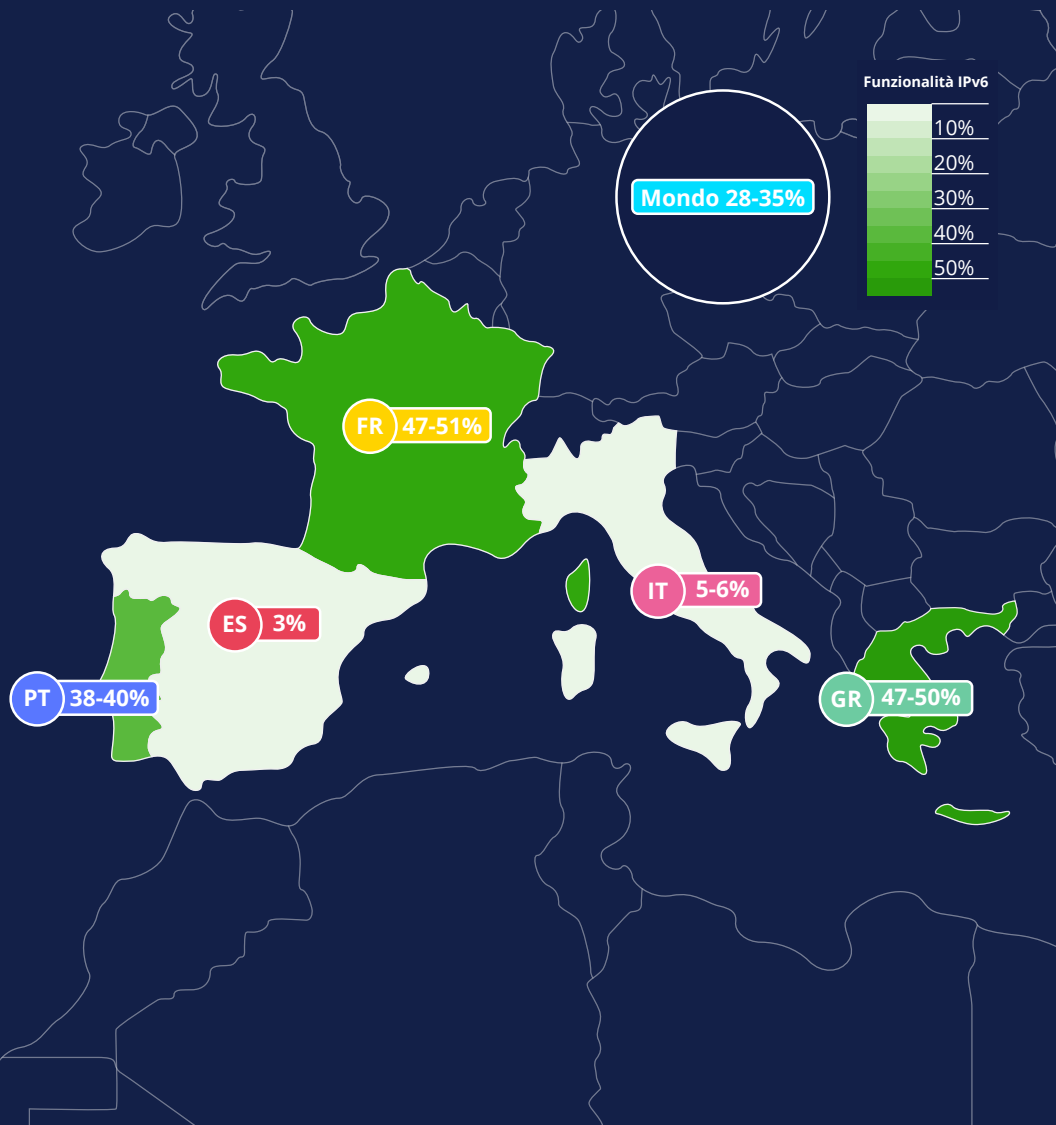 Funzionalità IPv6
10%
20%
30%
40%
50%
Mondo 28-35%
FR 47-51%
IT 5-6%
ES 3%
PT 38-40%
GR 47-50%